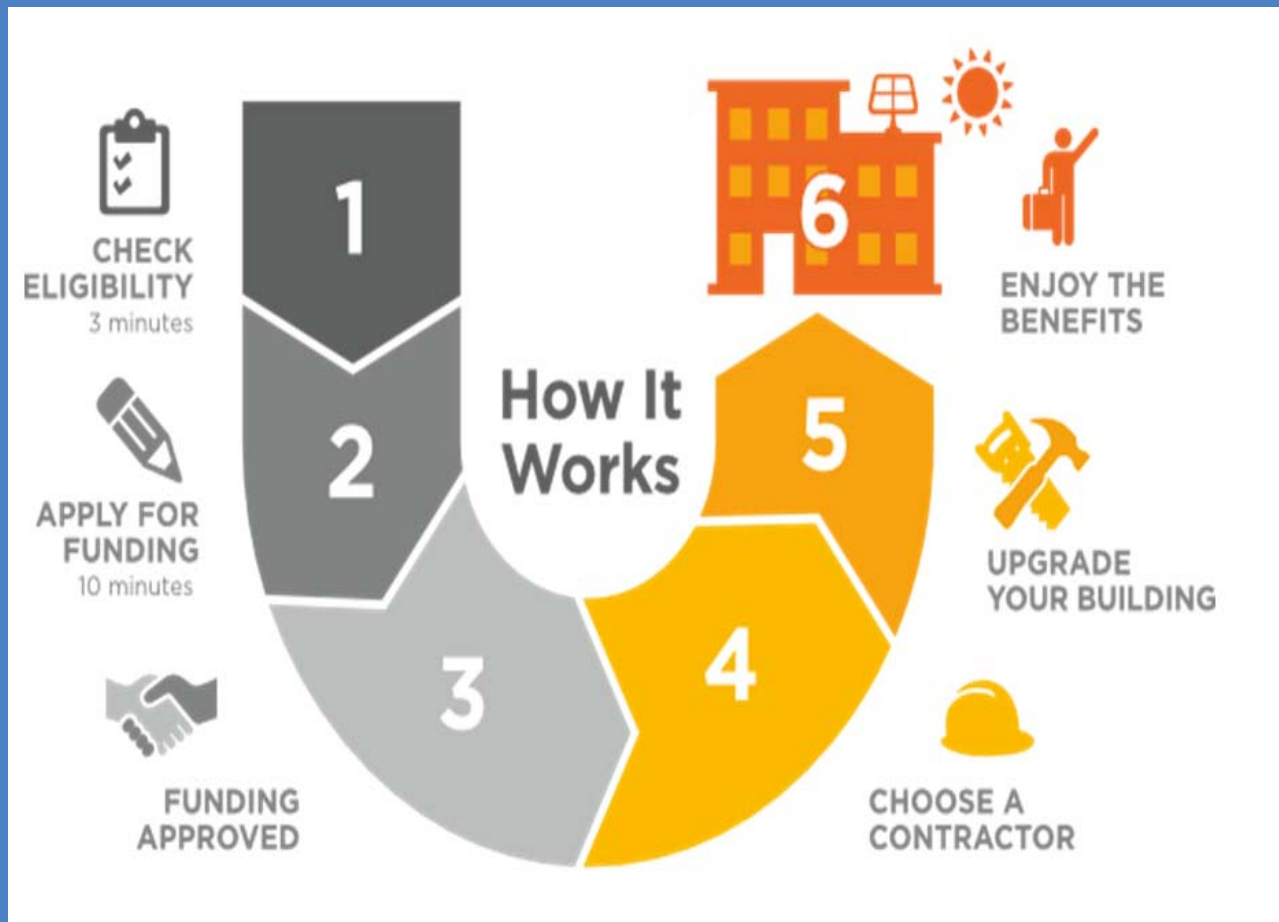 1
CHECK
ELIGIBILITY
3 minutes
2
APPLY FOR
FUNDING
10 minutes
3
FUNDING
APPROVED
How It
Works
4
CHOOSE A
CONTRACTOR
5
UPGRADE
YOUR BUILDING
6
ENJOY THE
BENEFITS